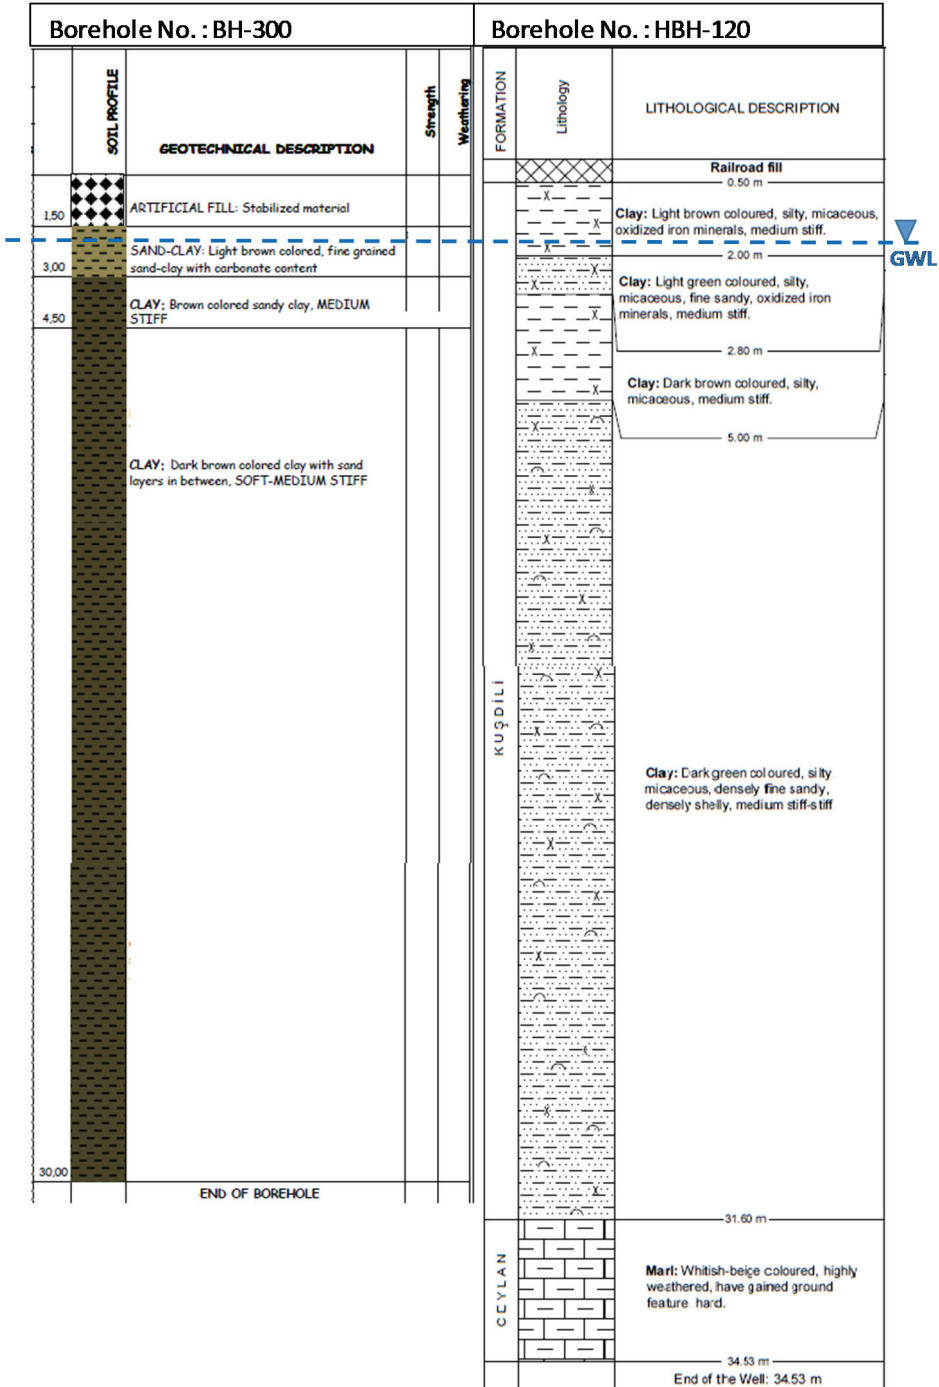 Borehole No. : BH-300
SOIL PROFILE
GEOTECHNICAL DESCRIPTION
Strength
Weathering
1,50
ARTIFICIAL FILL: Stabilized material
3,00
SAND-CLAY: Light brown colored, fine grained
sand-clay with carbonate content
4,50
CLAY: Brown colored sandy clay, MEDIUM
STIFF
CLAY: Dark brown colored clay with sand
layers in between, SOFT-MEDIUM STIFF
30,00
END OF BOREHOLE
Borehole No. : HBH-120
FORMATION
Lithology
LITHOLOGICAL DESCRIPTION
Railroad fill
0.50 m
Clay: Light brown coloured, silty, micaceous,
oxidized iron minerals, medium stiff.
GWL
2.00 m
Clay: Light green coloured, silty,
micaceous, fine sandy, oxidized iron
minerals, medium stiff.
2.80 m
Clay: Dark brown coloured, silty,
micaceous, medium stiff.
5.00 m
KUŞDİLİ
Clay: Dark green coloured, silty
micaceous, densely fine sandy,
densely shelly, medium stiff-stiff
31.60 m
CEYLAN
Marl: Whitish-beige coloured, highly
weathered, have gained ground
feature hard.
34.53 m
End of the Well: 34.53 m